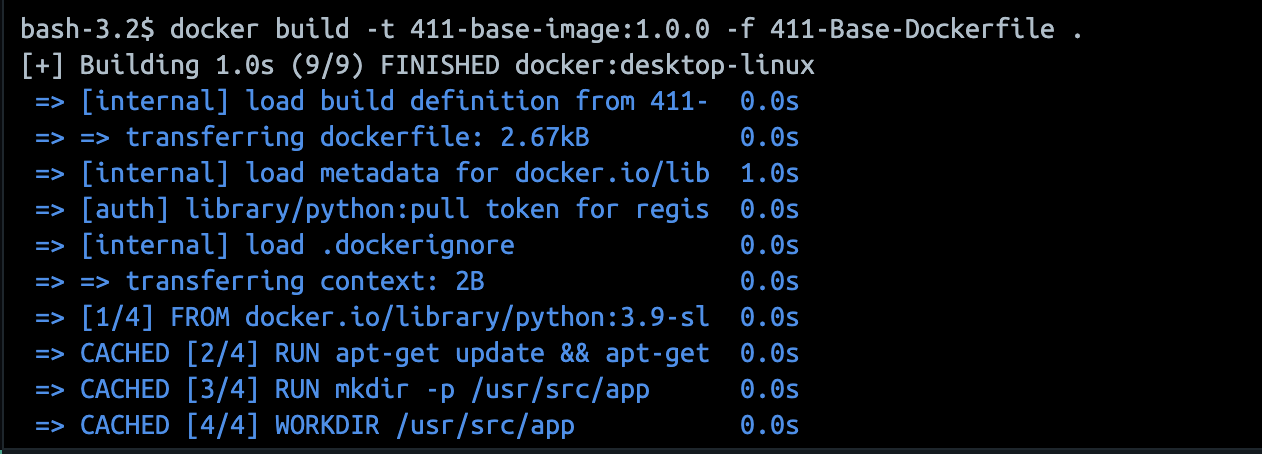 bash-3.2$ docker build -t 411-base-image:1.0.0 -f 411-Base-Dockerfile .
[+] Building 1.0s (9/9) FINISHED docker:desktop-linux
=> [internal] load build definition from 411- 0.0s
=> => transferring dockerfile: 2.67kB 0.0s
=> [internal] load metadata for docker.io/lib 1.0s
=> [auth] library/python:pull token for regis 0.0s
=> [internal] load .dockerignore 0.0s
=> => transferring context: 2B 0.0s
=> [1/4] FROM docker.io/library/python:3.9-sl 0.0s
=> CACHED [2/4] RUN apt-get update && apt-get 0.0s
=> CACHED [3/4] RUN mkdir -p /usr/src/app 0.0s
=> CACHED [4/4] WORKDIR /usr/src/app 0.0s